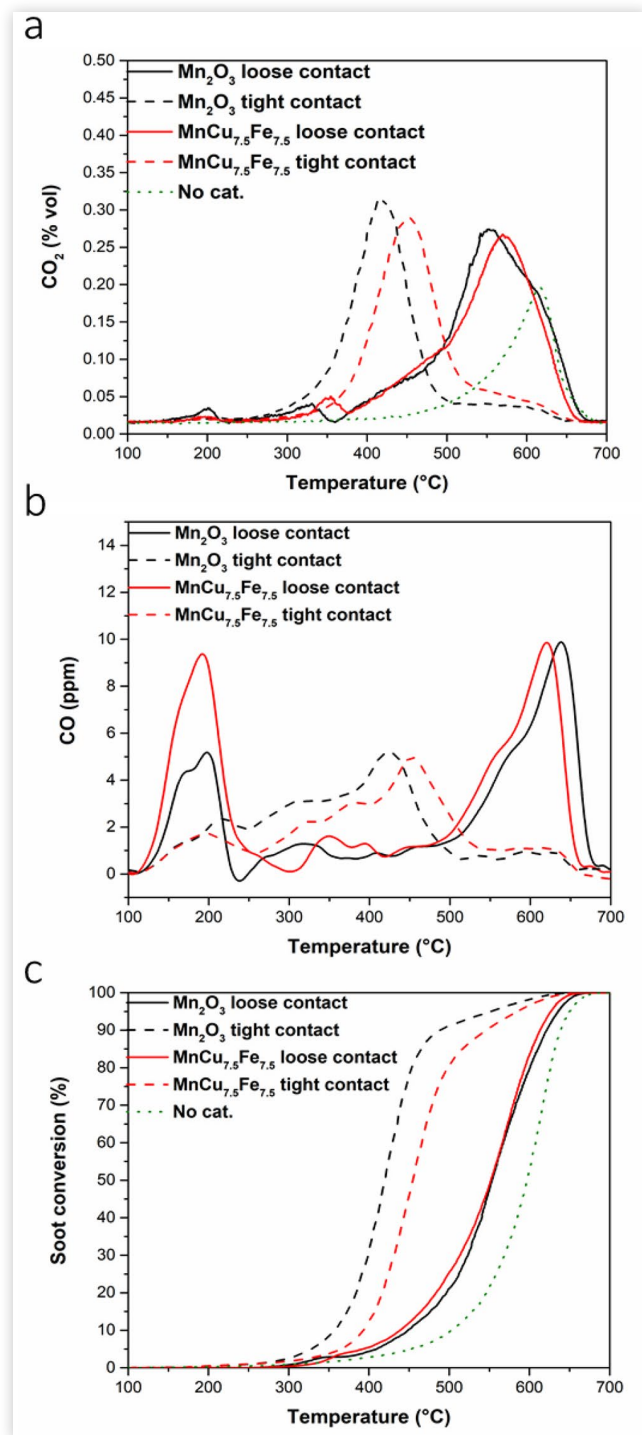 a
0.50
0.45
0.40
0.35
0.30
0.25
0.20
0.15
0.10
0.05
0.00
CO₂ (% vol)
Mn₂O₃ loose contact
Mn₂O₃ tight contact
MnCu₇.₅Fe₇.₅ loose contact
MnCu₇.₅Fe₇.₅ tight contact
No cat.
100 200 300 400 500 600 700
Temperature (°C)
b
14
12
10
8
6
4
2
0
CO (ppm)
Mn₂O₃ loose contact
Mn₂O₃ tight contact
MnCu₇.₅Fe₇.₅ loose contact
MnCu₇.₅Fe₇.₅ tight contact
100 200 300 400 500 600 700
Temperature (°C)
c
100
90
80
70
60
50
40
30
20
10
0
Soot conversion (%)
Mn₂O₃ loose contact
Mn₂O₃ tight contact
MnCu₇.₅Fe₇.₅ loose contact
MnCu₇.₅Fe₇.₅ tight contact
No cat.
100 200 300 400 500 600 700
Temperature (°C)